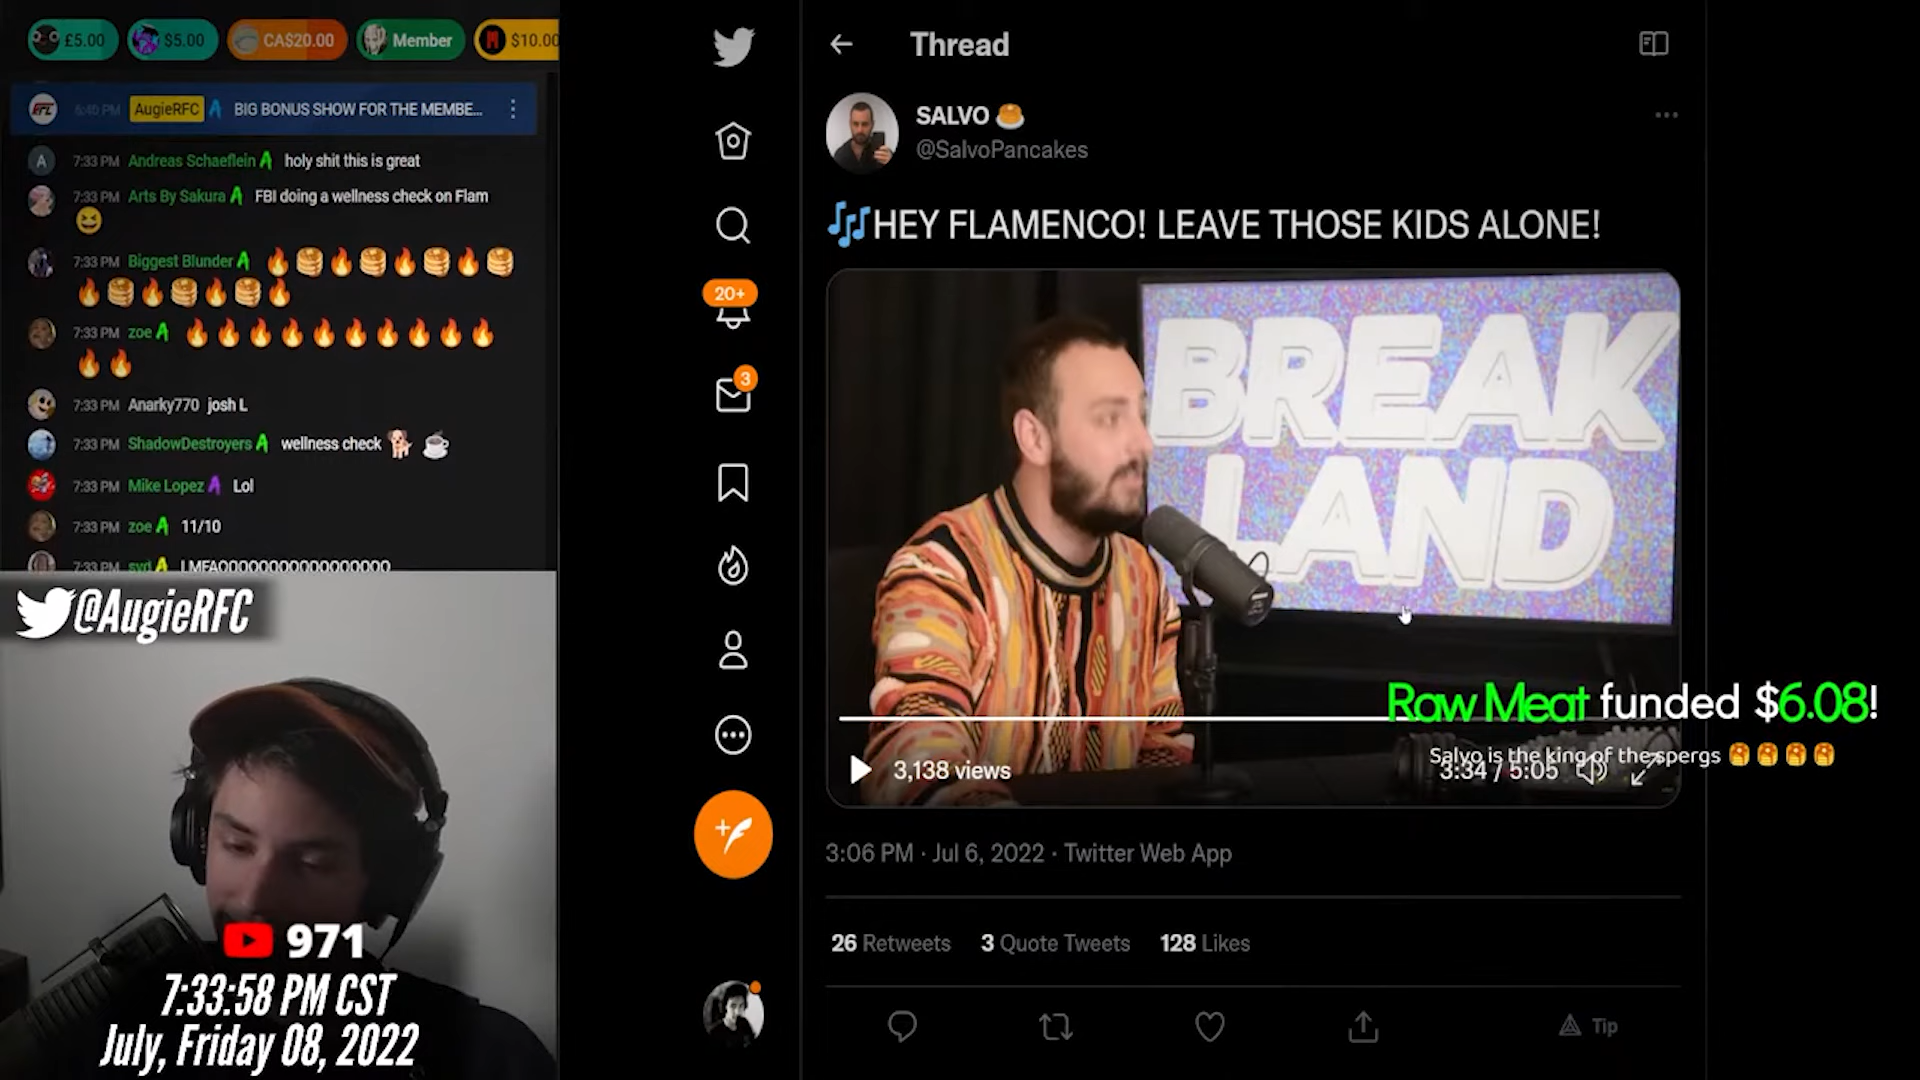 £5.00
$5.00
CA$20.00
Member
$10.00
6:40 PM AugieRFC BIG BONUS SHOW FOR THE MEMBE...
7:33 PM Andreas Schaeflein holy shit this is great
7:33 PM Arts By Sakura FBI doing a wellness check on Flam
😆
7:33 PM Biggest Blunder 🔥🥞🔥🥞🔥🥞🔥🥞
🔥🥞🔥🥞🔥🥞🔥
7:33 PM zoe 🔥🔥🔥🔥🔥🔥🔥🔥🔥🔥
🔥🔥
7:33 PM Anarky770 josh L
7:33 PM ShadowDestroyers wellness check 🐕 ☕
7:33 PM Mike Lopez Lol
7:33 PM zoe 11/10
7:33 PM syd LMFAOOOOOOOOOOOOOOOOO
@AugieRFC
971
7:33:58 PM CST
July, Friday 08, 2022
20+
3
Thread
SALVO 🥞
@SalvoPancakes
🎶HEY FLAMENCO! LEAVE THOSE KIDS ALONE!
BREAK
LAND
Raw Meat funded $6.08!
Salvo is the king of the spergs 🥞🥞🥞🥞
3,138 views
3:34 / 5:05
3:06 PM · Jul 6, 2022 · Twitter Web App
26 Retweets 3 Quote Tweets 128 Likes
Tip